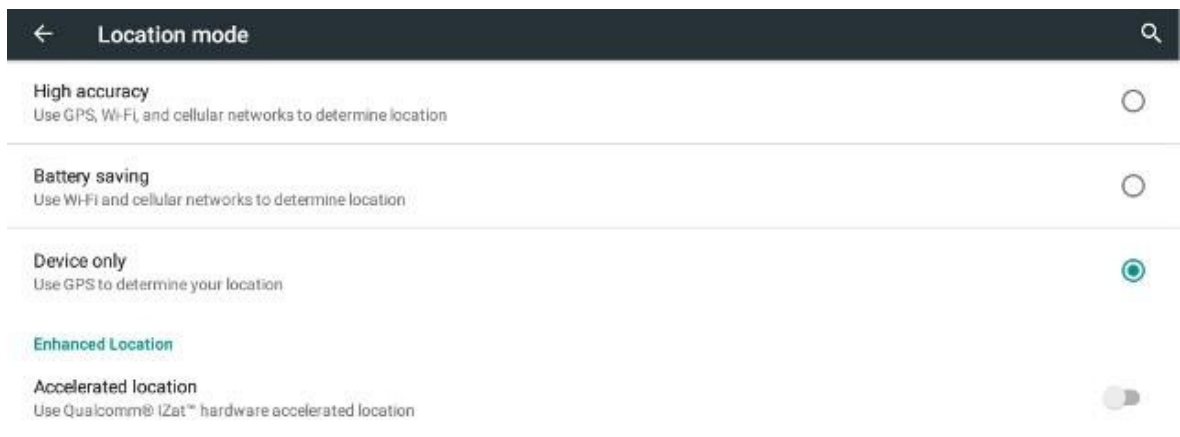 Location mode
High accuracy
Use GPS, Wi-Fi, and cellular networks to determine location
Battery saving
Use Wi-Fi and cellular networks to determine location
Device only
Use GPS to determine your location
Enhanced Location
Accelerated location
Use Qualcomm® IZat™ hardware accelerated location